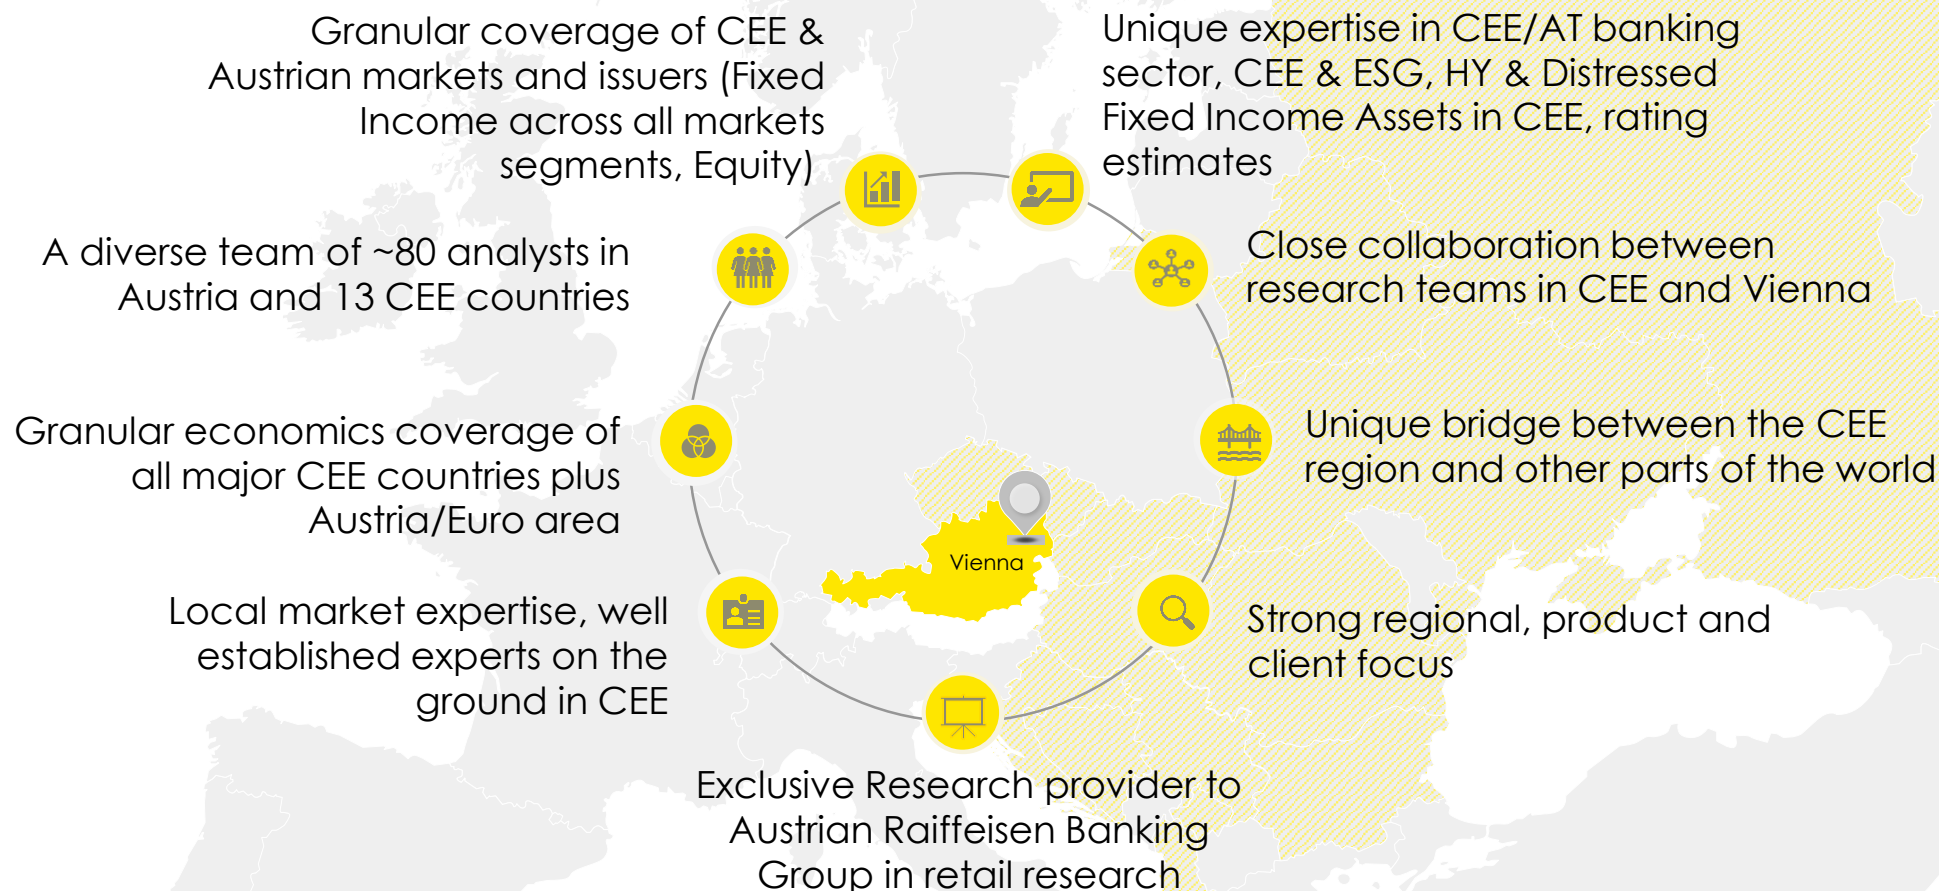 Granular coverage of CEE &
Austrian markets and issuers (Fixed
Income across all markets
segments, Equity)
Unique expertise in CEE/AT banking
sector, CEE & ESG, HY & Distressed
Fixed Income Assets in CEE, rating
estimates
A diverse team of ~80 analysts in
Austria and 13 CEE countries
Close collaboration between
research teams in CEE and Vienna
Granular economics coverage of
all major CEE countries plus
Austria/Euro area
Unique bridge between the CEE
region and other parts of the world
Vienna
Local market expertise, well
established experts on the
ground in CEE
Strong regional, product and
client focus
Exclusive Research provider to
Austrian Raiffeisen Banking
Group in retail research